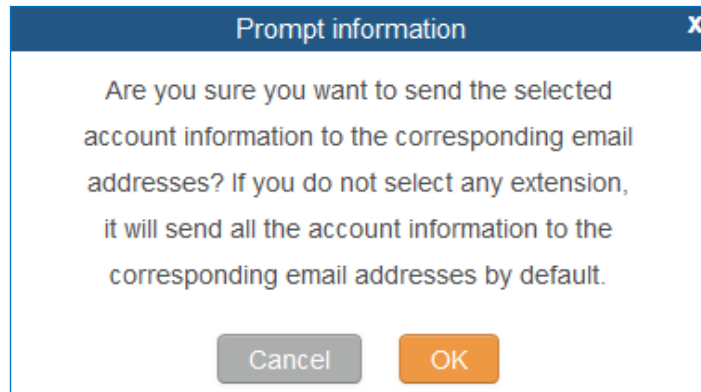 Prompt information
x
Are you sure you want to send the selected
account information to the corresponding email
addresses? If you do not select any extension,
it will send all the account information to the
corresponding email addresses by default.
Cancel
OK